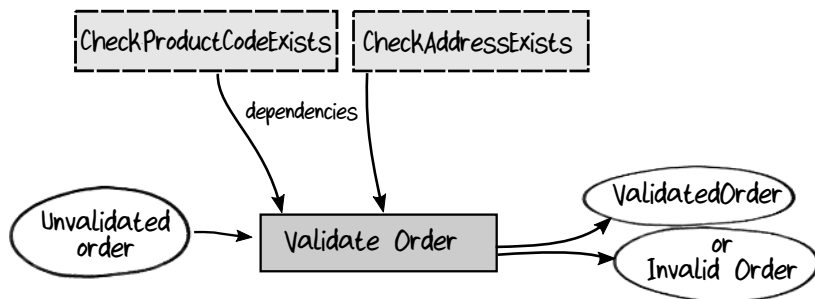 CheckProductCodeExists
CheckAddressExists
dependencies
Unvalidated
order
Validate Order
ValidatedOrder
or
Invalid Order